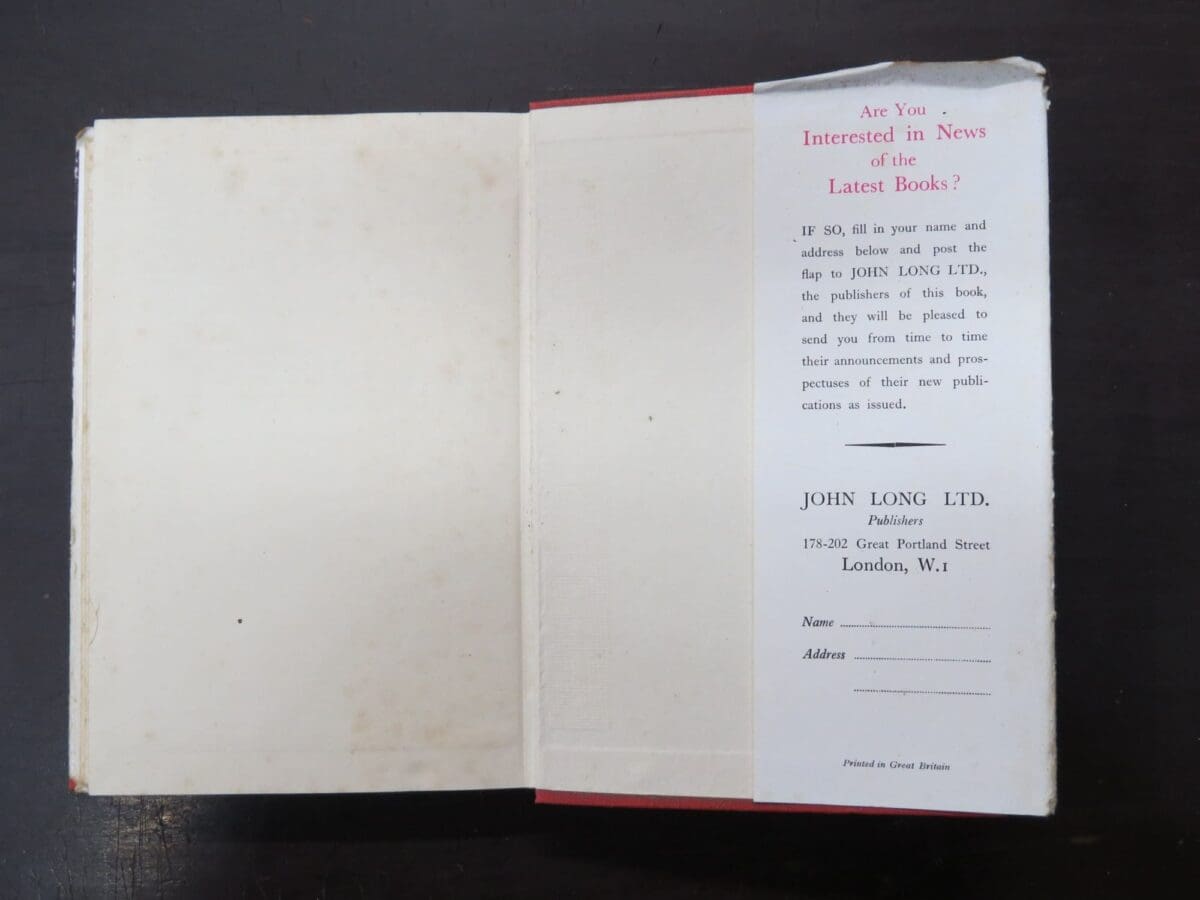 Are You
Interested in News
of the
Latest Books?
IF SO, fill in your name and
address below and post the
flap to JOHN LONG LTD.,
the publishers of this book,
and they will be pleased to
send you from time to time
their announcements and pros-
pectuses of their new publi-
cations as issued.
JOHN LONG LTD.
Publishers
178-202 Great Portland Street
London, W.1
Name
Address
Printed in Great Britain